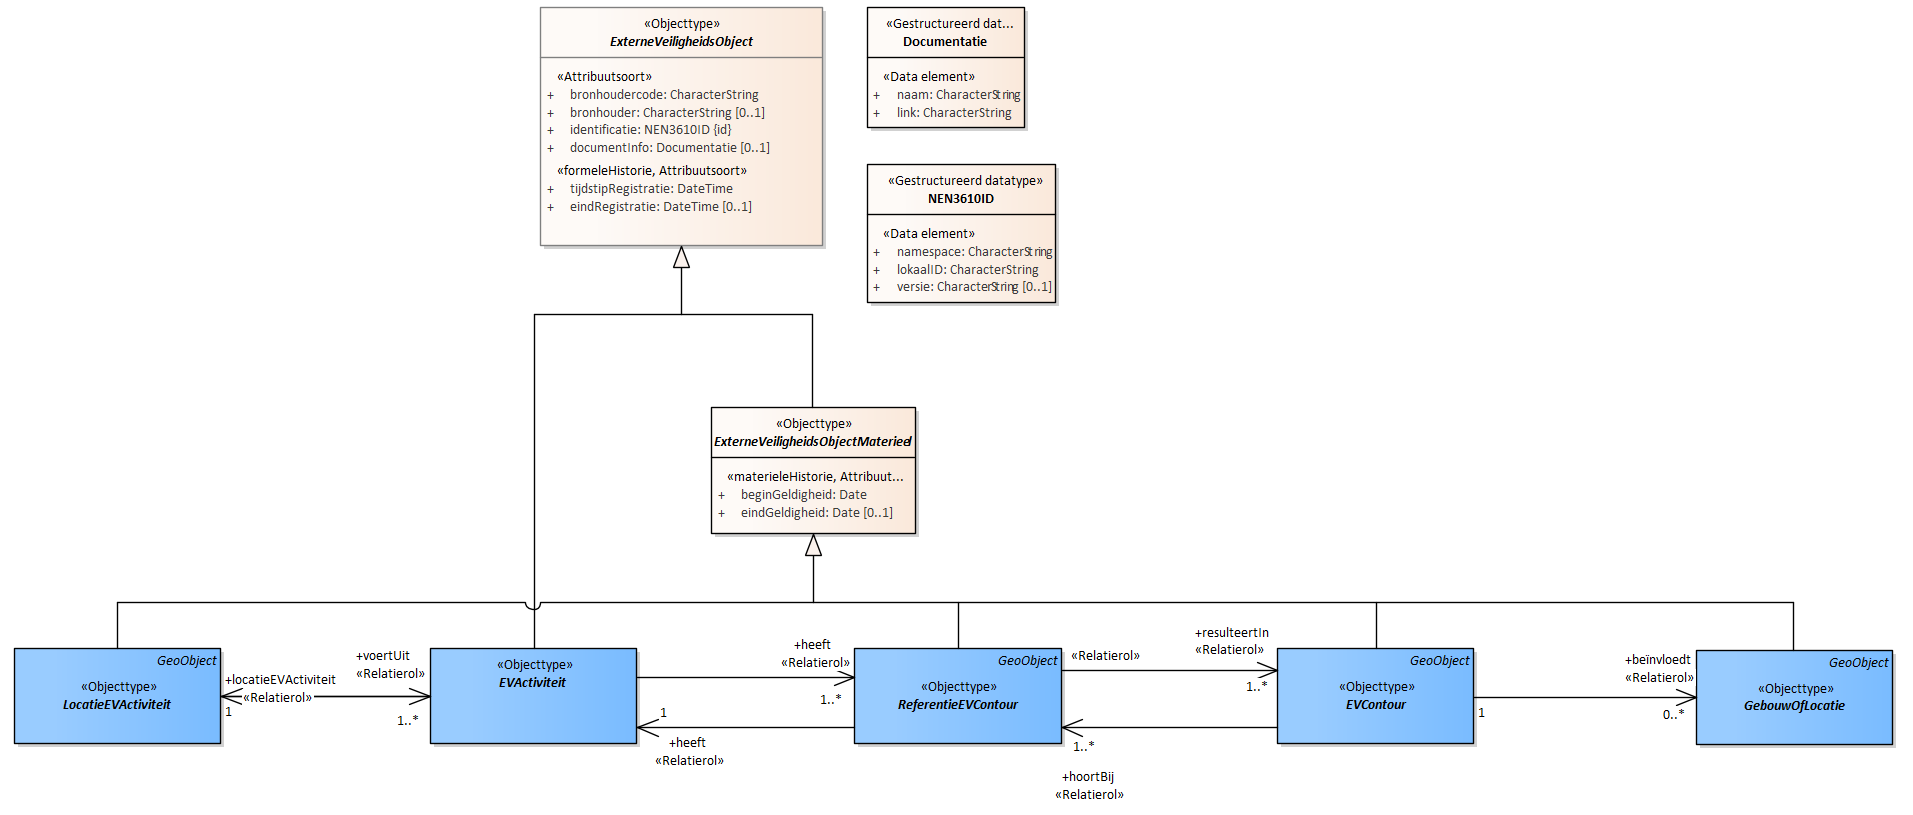 «Objecttype»
ExterneVeiligheidsObject
«Attribuutsoort»
+ bronhoudercode: CharacterString
+ bronhouder: CharacterString [0..1]
+ identificatie: NEN3610ID {id}
+ documentInfo: Documentatie [0..1]
«formeleHistorie, Attribuutsoort»
+ tijdstipRegistratie: DateTime
+ eindRegistratie: DateTime [0..1]
«Gestructureerd dat...
Documentatie
«Data element»
+ naam: CharacterString
+ link: CharacterString
«Gestructureerd datatype»
NEN3610ID
«Data element»
+ namespace: CharacterString
+ lokaalID: CharacterString
+ versie: CharacterString [0..1]
«Objecttype»
ExterneVeiligheidsObjectMaterieel
«materieleHistorie, Attribuut...
+ beginGeldigheid: Date
+ eindGeldigheid: Date [0..1]
GeoObject
«Objecttype»
LocatieEVActiviteit
+locatieEVActiviteit
«Relatierol»
1
+voertUit
«Relatierol»
1..*
«Objecttype»
EVActiviteit
+heeft
«Relatierol»
1..*
1
+heeft
«Relatierol»
GeoObject
«Objecttype»
ReferentieEVContour
«Relatierol»
+resulteertIn
«Relatierol»
1..*
1..*
+hoortBij
«Relatierol»
GeoObject
«Objecttype»
EVContour
1
+beïnvloedt
«Relatierol»
0..*
GeoObject
«Objecttype»
GebouwOfLocatie